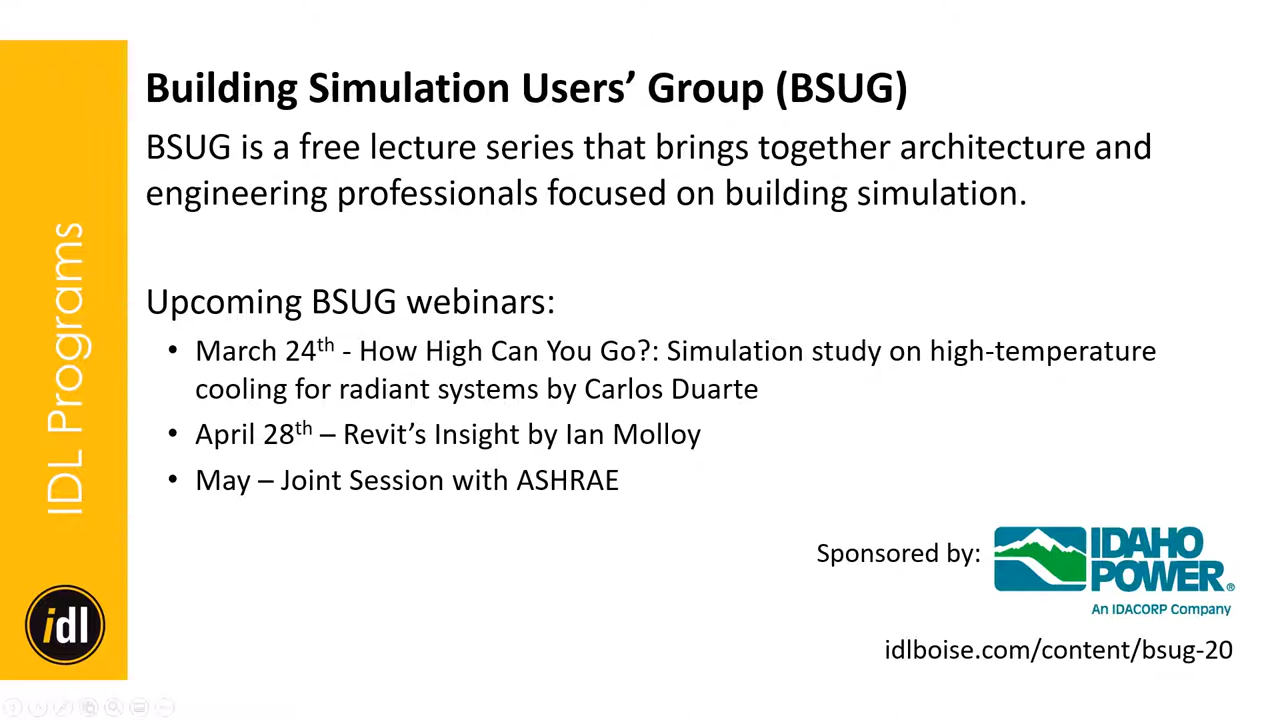 IDL Programs
idl
Building Simulation Users’ Group (BSUG)
BSUG is a free lecture series that brings together architecture and
engineering professionals focused on building simulation.
Upcoming BSUG webinars:
• March 24th - How High Can You Go?: Simulation study on high-temperature
cooling for radiant systems by Carlos Duarte
• April 28th – Revit’s Insight by Ian Molloy
• May – Joint Session with ASHRAE
Sponsored by:
IDAHO
POWER®
An IDACORP Company
idlboise.com/content/bsug-20